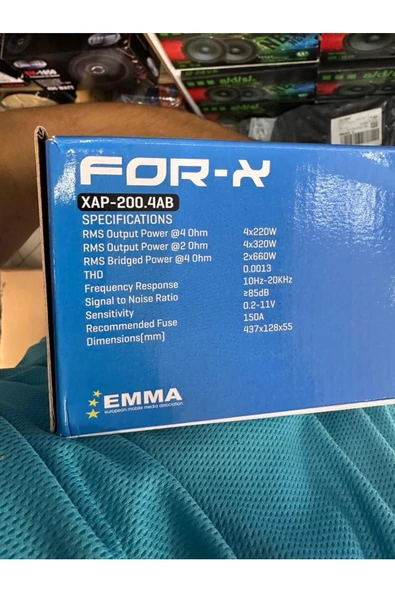 FOR-X
XAP-200.4AB
SPECIFICATIONS
RMS Output Power @4 Ohm 4x220W
RMS Output Power @2 Ohm 4x320W
RMS Bridged Power @4 Ohm 2x660W
THD 0.0013
Frequency Response 10Hz-20KHz
Signal to Noise Ratio ≥85dB
Sensitivity 0.2-11V
Recommended Fuse 150A
Dimensions[mm] 437x128x55
EMMA
european mobile media association